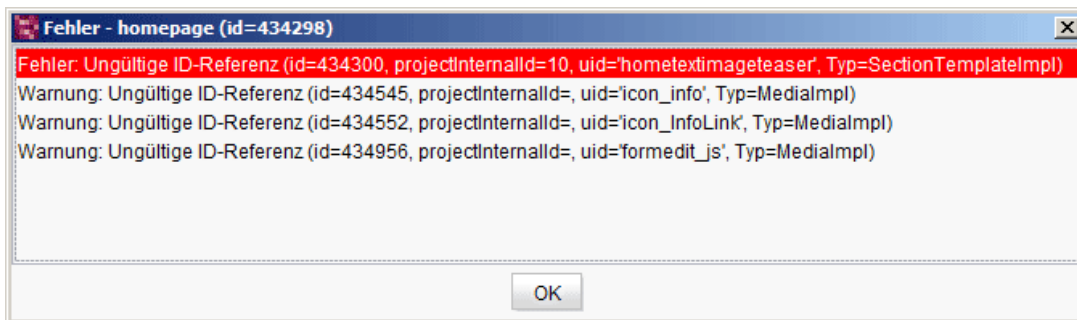 Fehler - homepage (id=434298)
Fehler: Ungültige ID-Referenz (id=434300, projectInternalId=10, uid='hometextimageteaser', Typ=SectionTemplateImpl)
Warnung: Ungültige ID-Referenz (id=434545, projectInternalId=, uid='icon_info', Typ=MediaImpl)
Warnung: Ungültige ID-Referenz (id=434552, projectInternalId=, uid='icon_InfoLink', Typ=MediaImpl)
Warnung: Ungültige ID-Referenz (id=434956, projectInternalId=, uid='formedit_js', Typ=MediaImpl)
OK